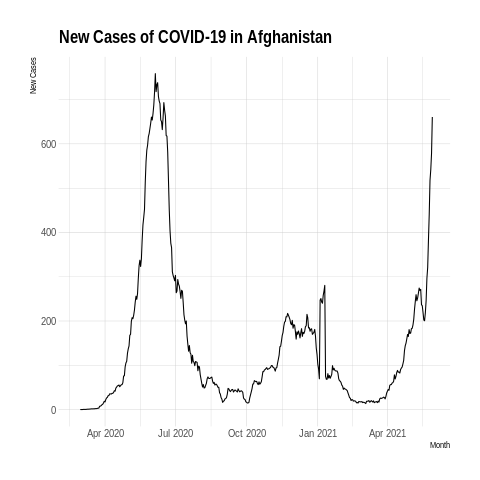 New Cases of COVID-19 in Afghanistan
New Cases
600
400
200
0
Apr 2020 Jul 2020 Oct 2020 Jan 2021 Apr 2021
Month